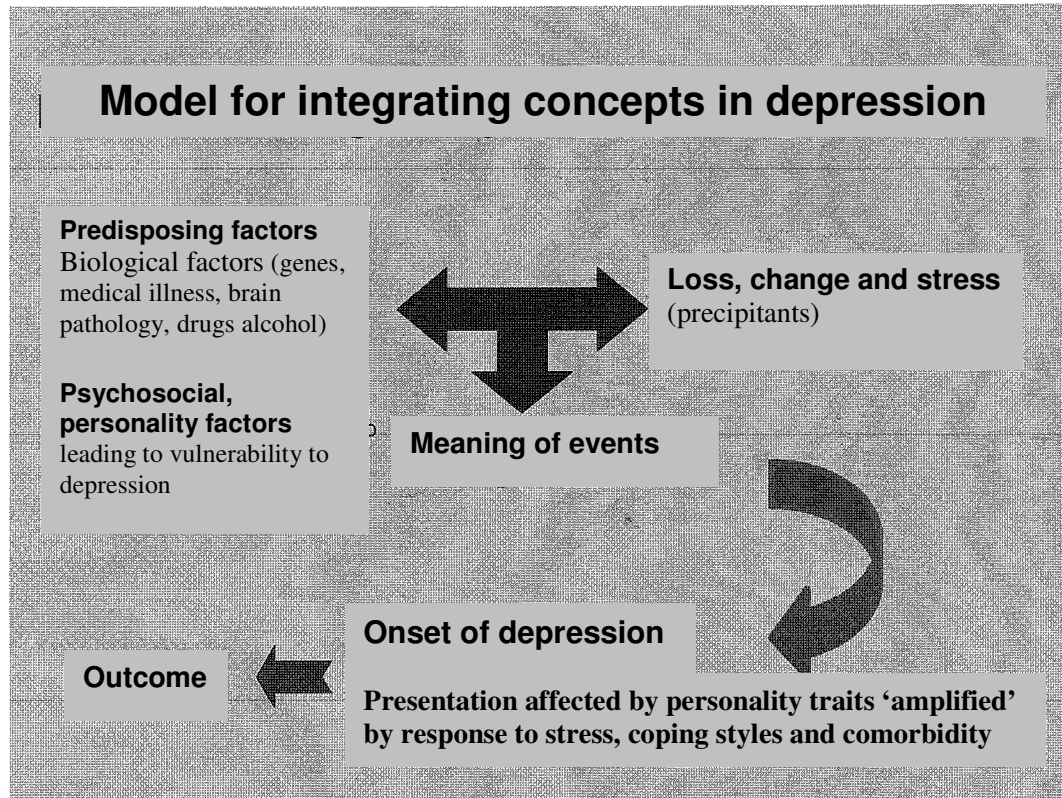 Model for integrating concepts in depression
Predisposing factors
Biological factors (genes,
medical illness, brain
pathology, drugs alcohol)
Psychosocial,
personality factors
leading to vulnerability to
depression
Loss, change and stress
(precipitants)
Meaning of events
Onset of depression
Presentation affected by personality traits ‘amplified’
by response to stress, coping styles and comorbidity
Outcome